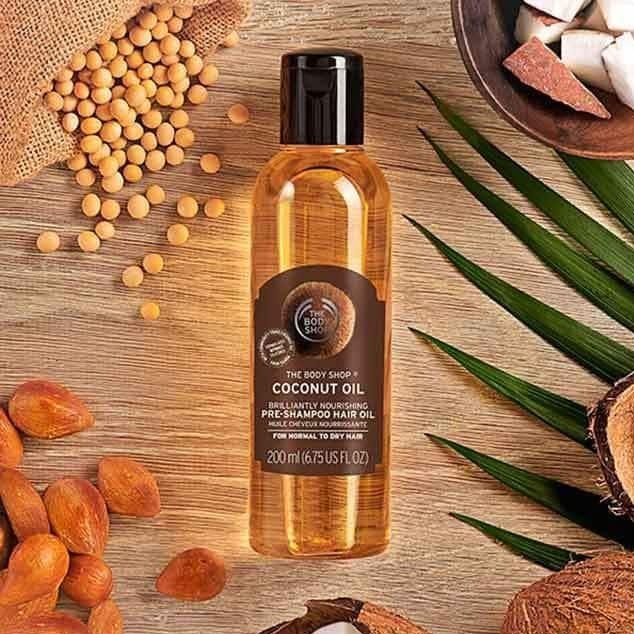 THE
BODY
SHOP
THE BODY SHOP ®
COCONUT OIL
BRILLIANTLY NOURISHING
PRE-SHAMPOO HAIR OIL
HUILE CHEVEUX NOURRISSANTE
FOR NORMAL TO DRY HAIR
200 ml (6.75 US FL OZ)